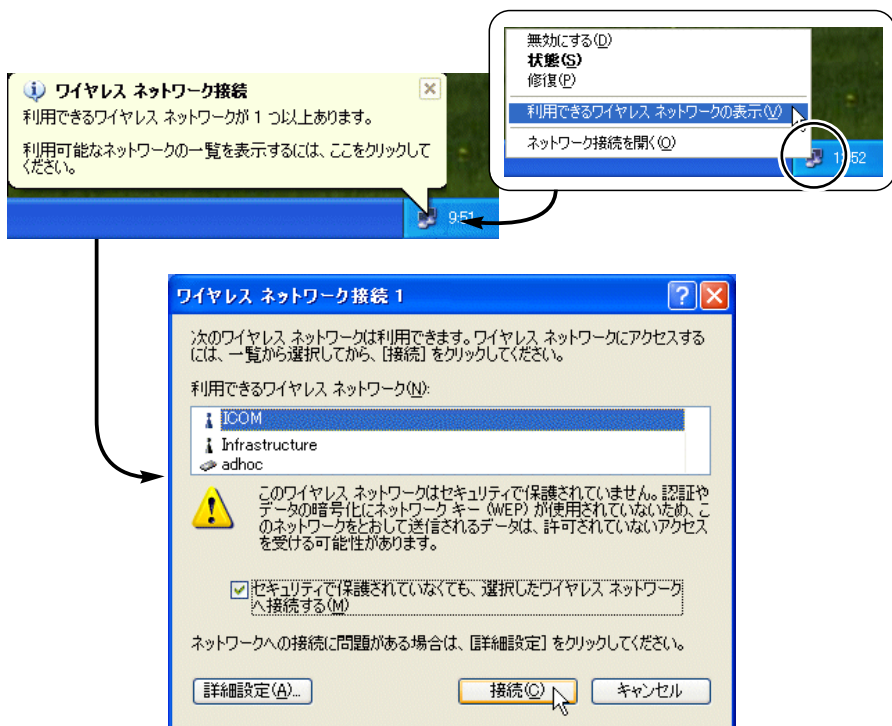 ワイヤレス ネットワーク接続
利用できるワイヤレス ネットワークが 1 つ以上あります。
利用可能なネットワークの一覧を表示するには、ここをクリックして
ください。
9:51
無効にする(D)
状態(S)
修復(P)
利用できるワイヤレス ネットワークの表示(V)
ネットワーク接続を開く(O)
ワイヤレス ネットワーク接続 1
次のワイヤレス ネットワークは利用できます。ワイヤレス ネットワークにアクセスする
には、一覧から選択してから、[接続] をクリックしてください。
利用できるワイヤレス ネットワーク(N):
ICOM
Infrastructure
adhoc
このワイヤレス ネットワークはセキュリティで保護されていません。認証や
データの暗号化にネットワーク キー (WEP) が使用されていないため、こ
のネットワークをとおして送信されるデータは、許可されていないアクセス
を受ける可能性があります。
セキュリティで保護されていなくても、選択したワイヤレス ネットワーク
へ接続する(M)
ネットワークへの接続に問題がある場合は、[詳細設定] をクリックしてください。
詳細設定(A)...
接続(C)
キャンセル